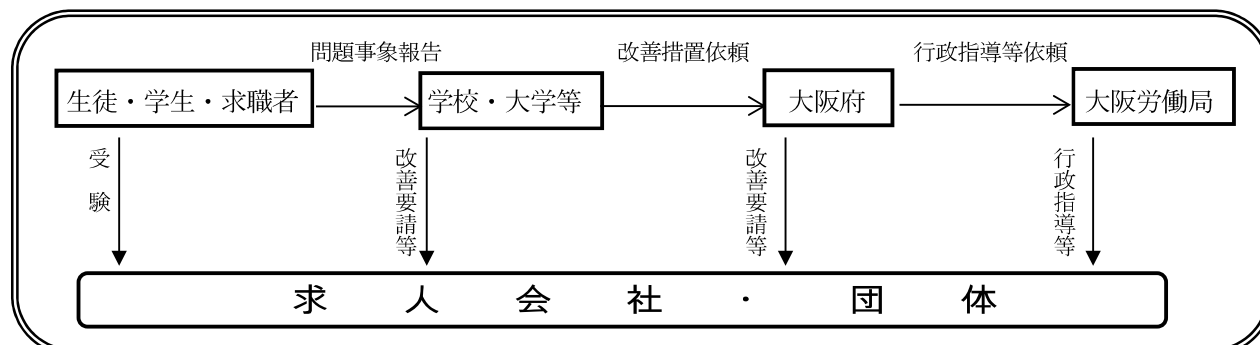 問題事象報告
改善措置依頼
行政指導等依頼
生徒・学生・求職者
学校・大学等
大阪府
大阪労働局
受験
改善要請等
改善要請等
行政指導等
求人会社・団体